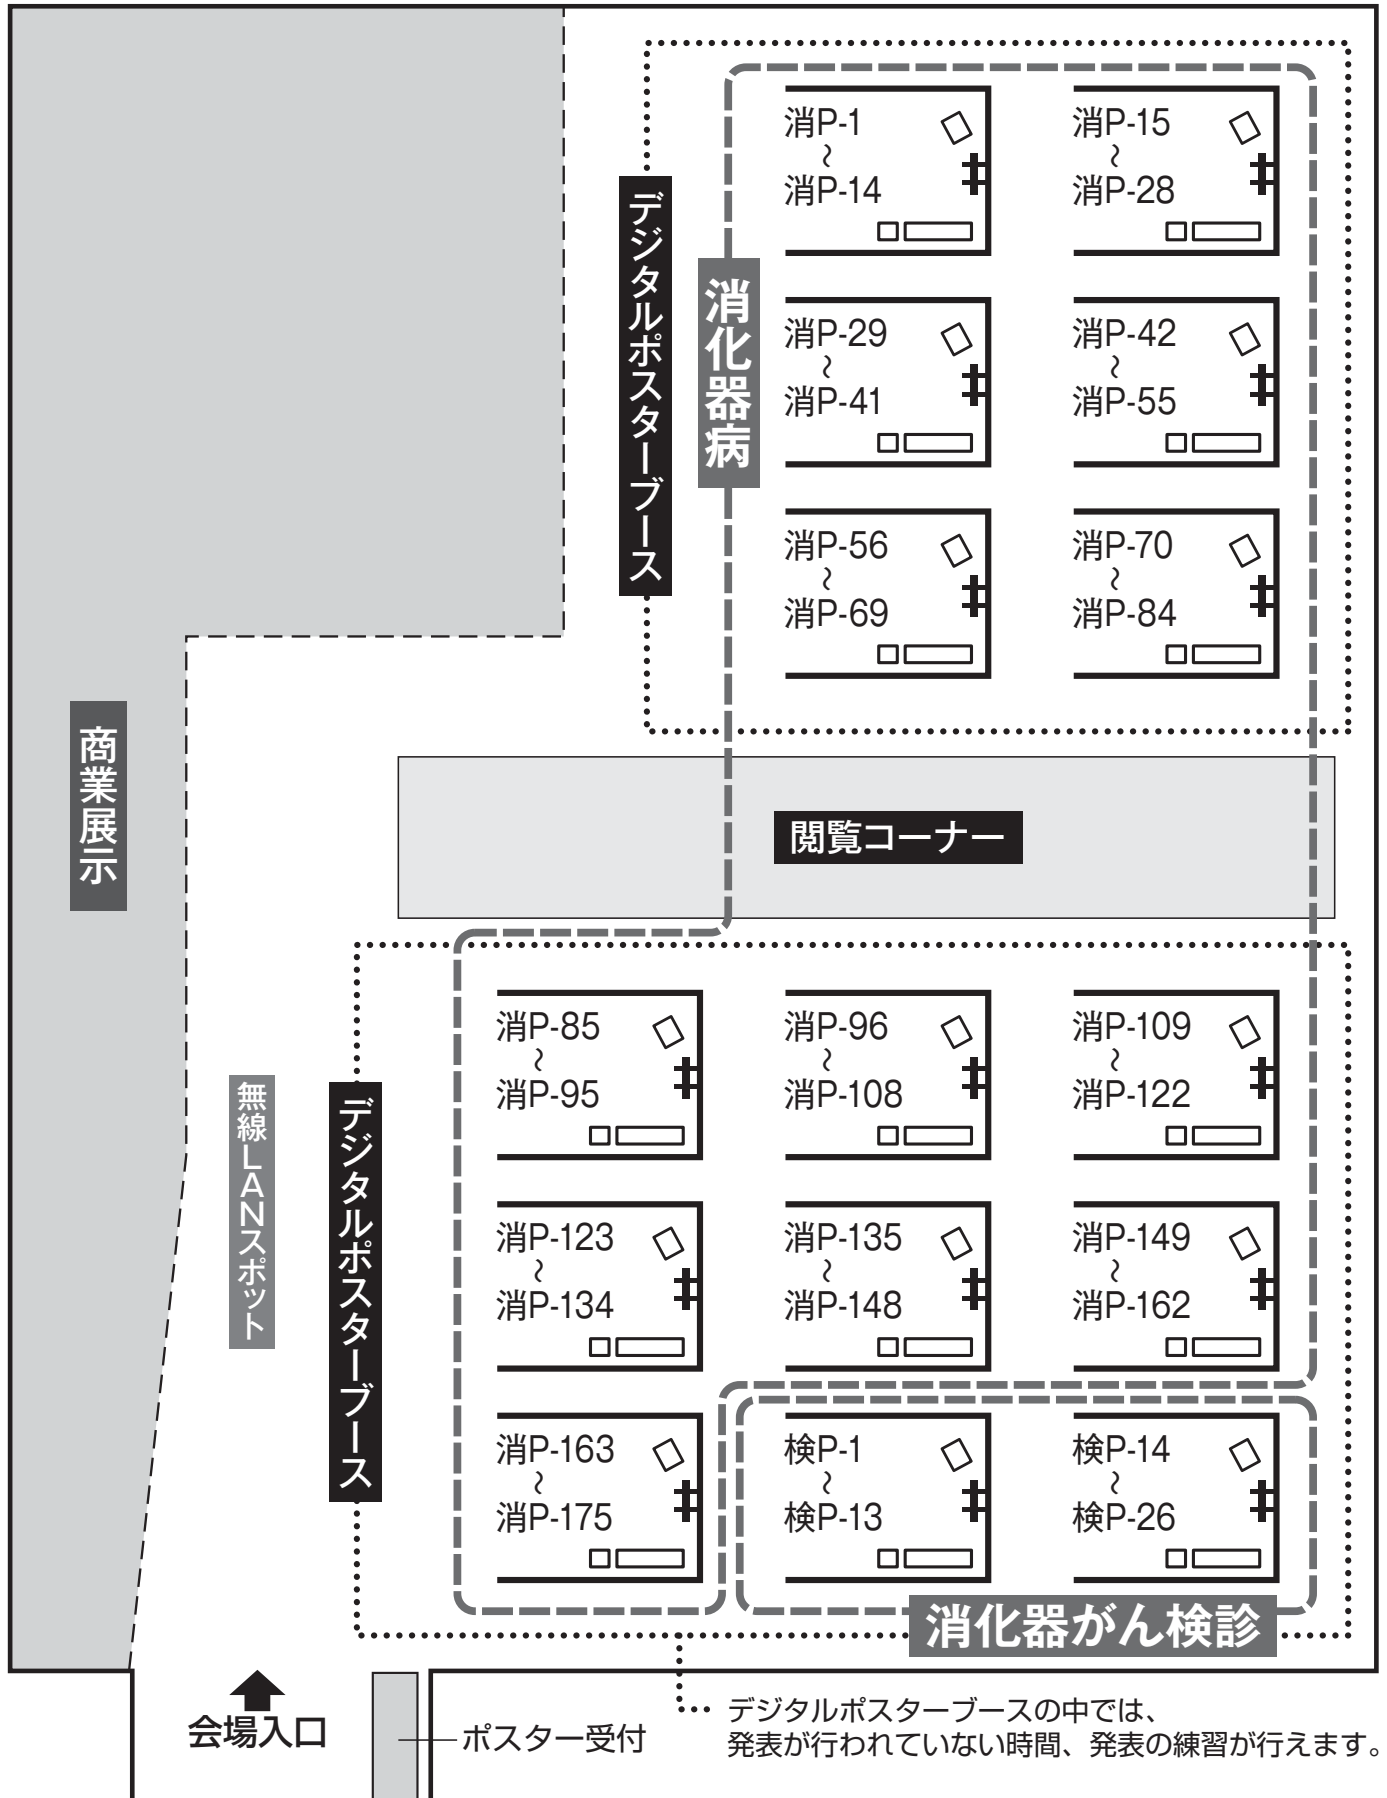 デジタルポスターブース
消化器病
消P-1
~
消P-14
消P-15
~
消P-28
消P-29
~
消P-41
消P-42
~
消P-55
消P-56
~
消P-69
消P-70
~
消P-84
商業展示
閲覧コーナー
無線LANスポット
デジタルポスターブース
消P-85
~
消P-95
消P-96
~
消P-108
消P-109
~
消P-122
消P-123
~
消P-134
消P-135
~
消P-148
消P-149
~
消P-162
消P-163
~
消P-175
検P-1
~
検P-13
検P-14
~
検P-26
消化器がん検診
会場入口
ポスター受付
デジタルポスターブースの中では、
発表が行われていない時間、発表の練習が行えます。